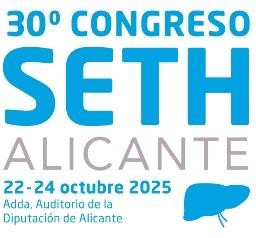 30º CONGRESO
SETH
ALICANTE
22-24 octubre 2025
Adda, Auditorio de la
Diputación de Alicante